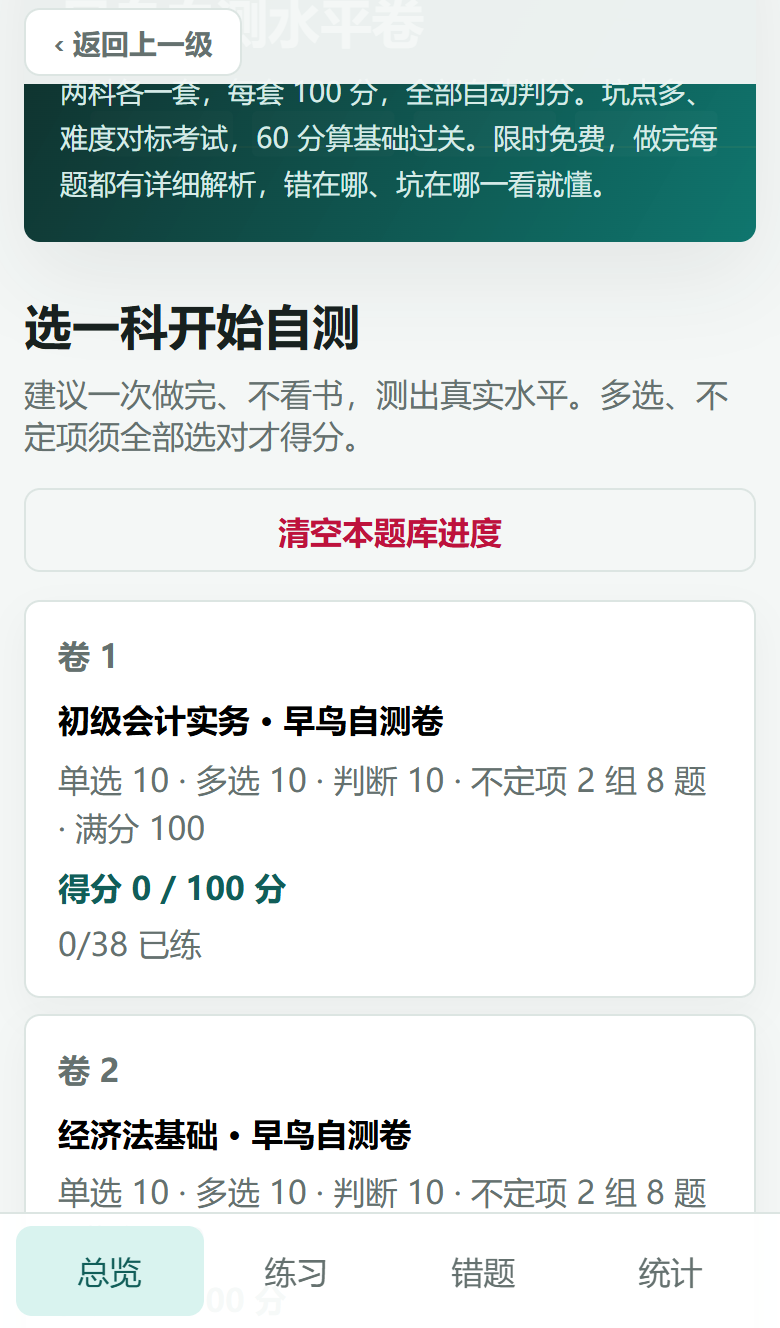 测水平卷
‹ 返回上一级
两科各一套，每套 100 分，全部自动判分。坑点多、
难度对标考试，60 分算基础过关。限时免费，做完每
题都有详细解析，错在哪、坑在哪一看就懂。
选一科开始自测
建议一次做完、不看书，测出真实水平。多选、不
定项须全部选对才得分。
清空本题库进度
卷 1
初级会计实务 • 早鸟自测卷
单选 10 · 多选 10 · 判断 10 · 不定项 2 组 8 题
· 满分 100
得分 0 / 100 分
0/38 已练
卷 2
经济法基础 • 早鸟自测卷
单选 10 · 多选 10 · 判断 10 · 不定项 2 组 8 题
00 分
总览
练习
错题
统计